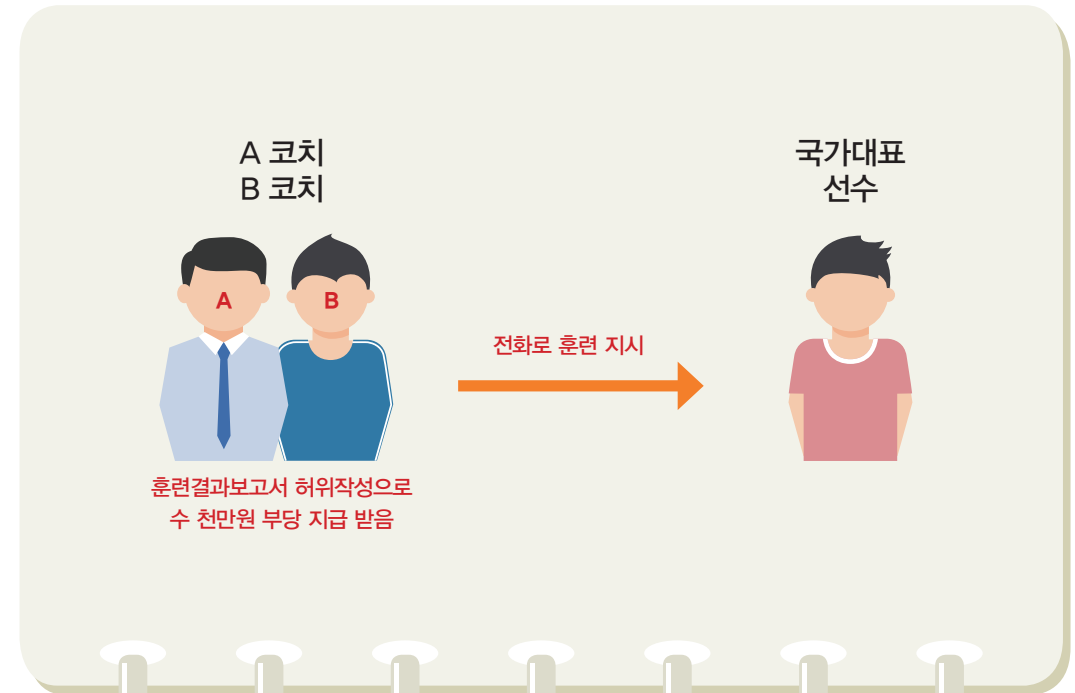 A 코치
B 코치
국가대표
선수
A
B
전화로 훈련 지시
훈련결과보고서 허위작성으로
수 천만원 부당 지급 받음